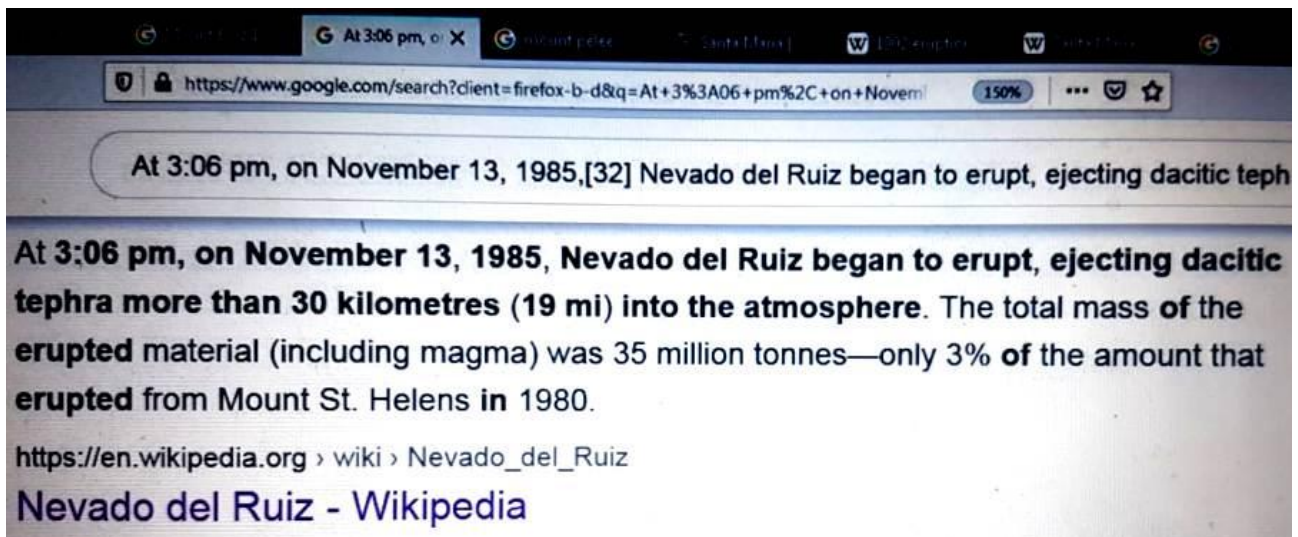 At 3:06 pm, o
mount pelee
https://www.google.com/search?client=firefox-b-d&q=At+3%3A06+pm%2C+on+Novem
150%
At 3:06 pm, on November 13, 1985,[32] Nevado del Ruiz began to erupt, ejecting dacitic teph
At 3:06 pm, on November 13, 1985, Nevado del Ruiz began to erupt, ejecting dacitic
tephra more than 30 kilometres (19 mi) into the atmosphere. The total mass of the
erupted material (including magma) was 35 million tonnes—only 3% of the amount that
erupted from Mount St. Helens in 1980.
https://en.wikipedia.org › wiki › Nevado_del_Ruiz
Nevado del Ruiz - Wikipedia